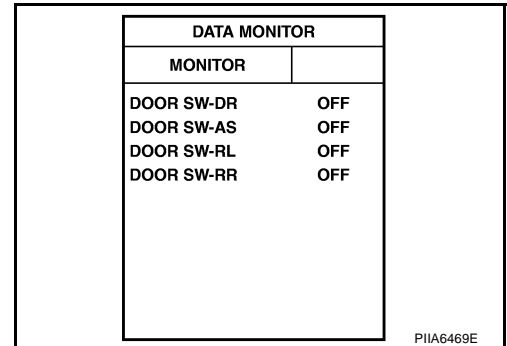 DATA MONITOR
MONITOR
DOOR SW-DR OFF
DOOR SW-AS OFF
DOOR SW-RL OFF
DOOR SW-RR OFF
PIIA6469E